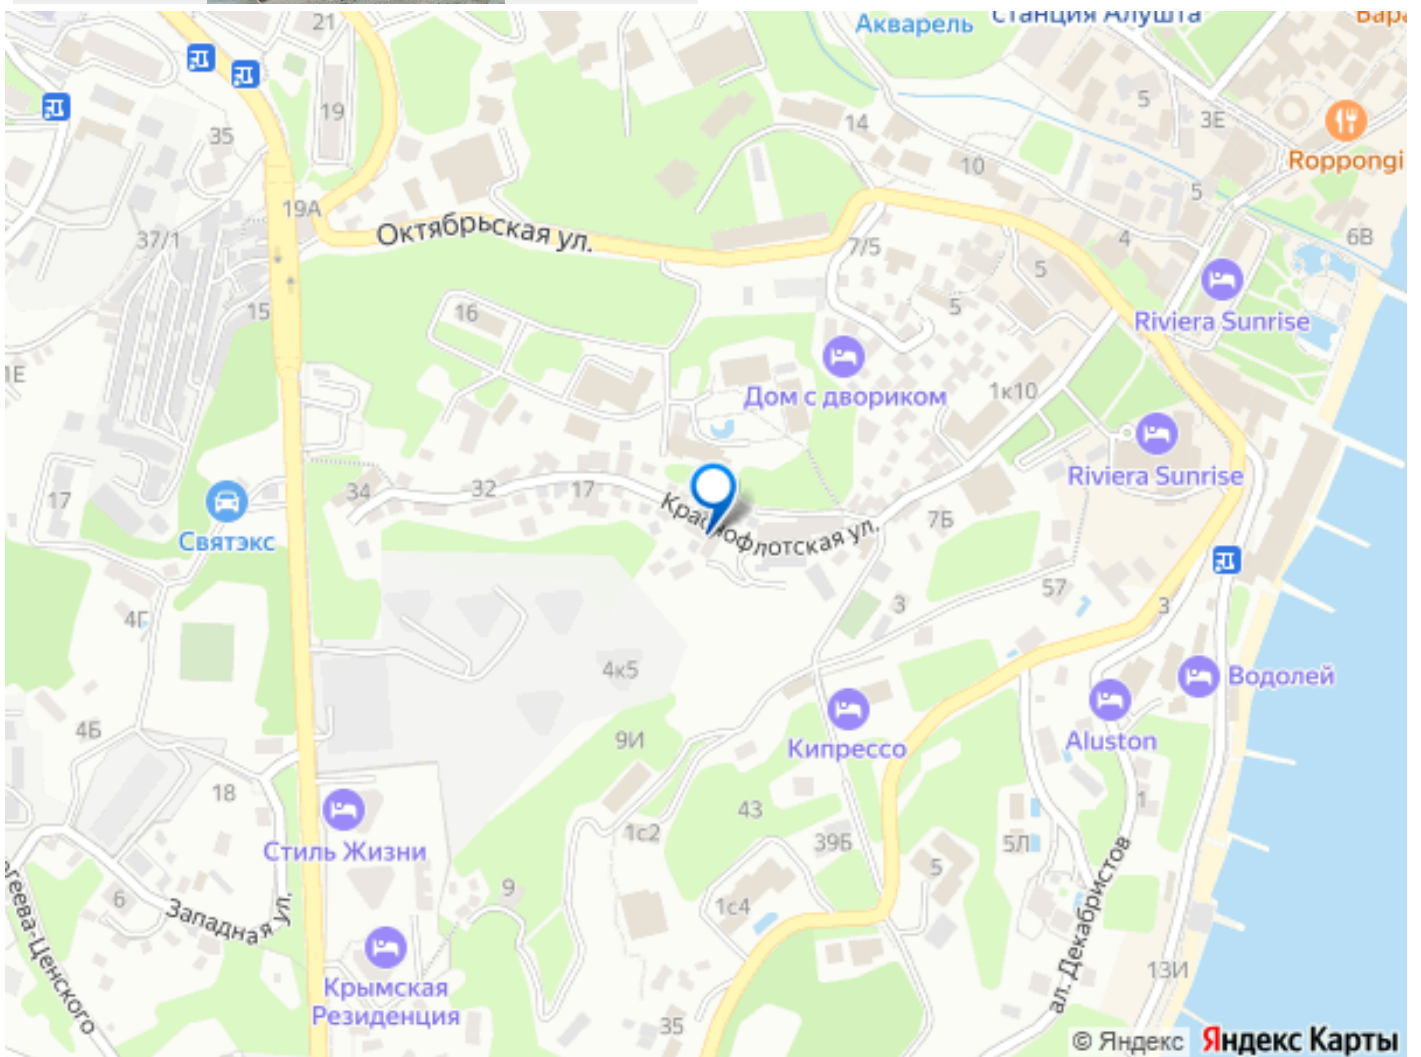 21
Акварель
станция Алушта
19
35
14
5
3Е
Roppongi
10
5
19А
Октябрьская ул.
37/1
7/5
4
6В
5
5
15
16
Riviera Sunrise
Дом с двориком
1к10
Riviera Sunrise
17
34
32
17
Святэкс
Краснофлотская ул.
7Б
57
3
3
4Г
4к5
Водолей
4Б
9И
Кипрессо
Aluston
18
43
1
Стиль Жизни
1с2
39Б
5Л
5
6
9
Западная ул.
1с4
ал. Декабристов
Крымская
Резиденция
13И
35
© Яндекс Яндекс Карты